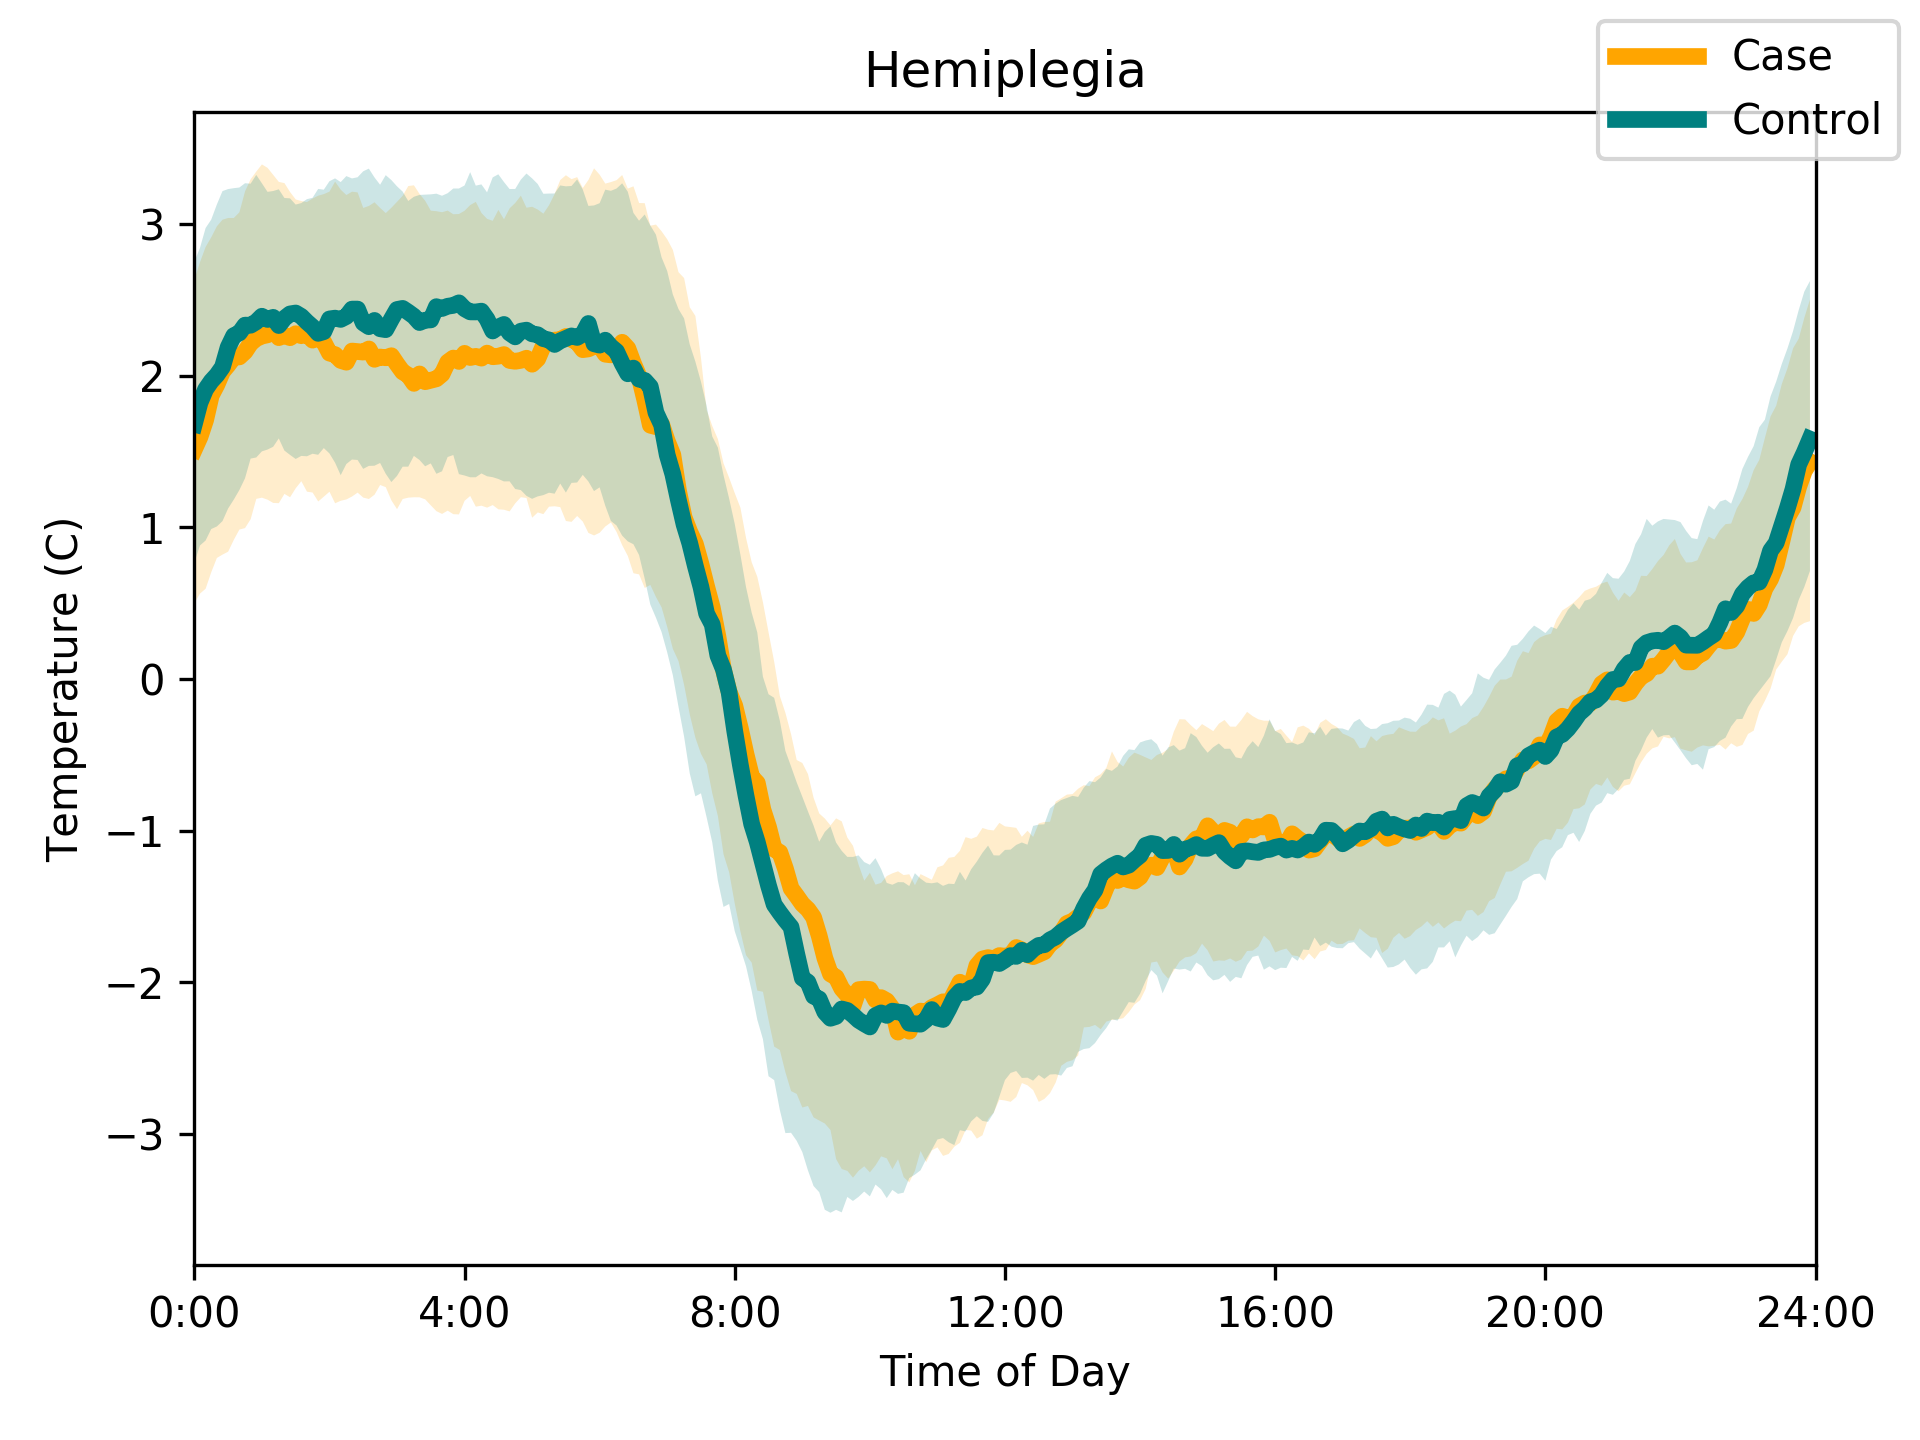 Hemiplegia
Case
Control
3
2
1
0
−1
−2
−3
Temperature (C)
0:00 4:00 8:00 12:00 16:00 20:00 24:00
Time of Day